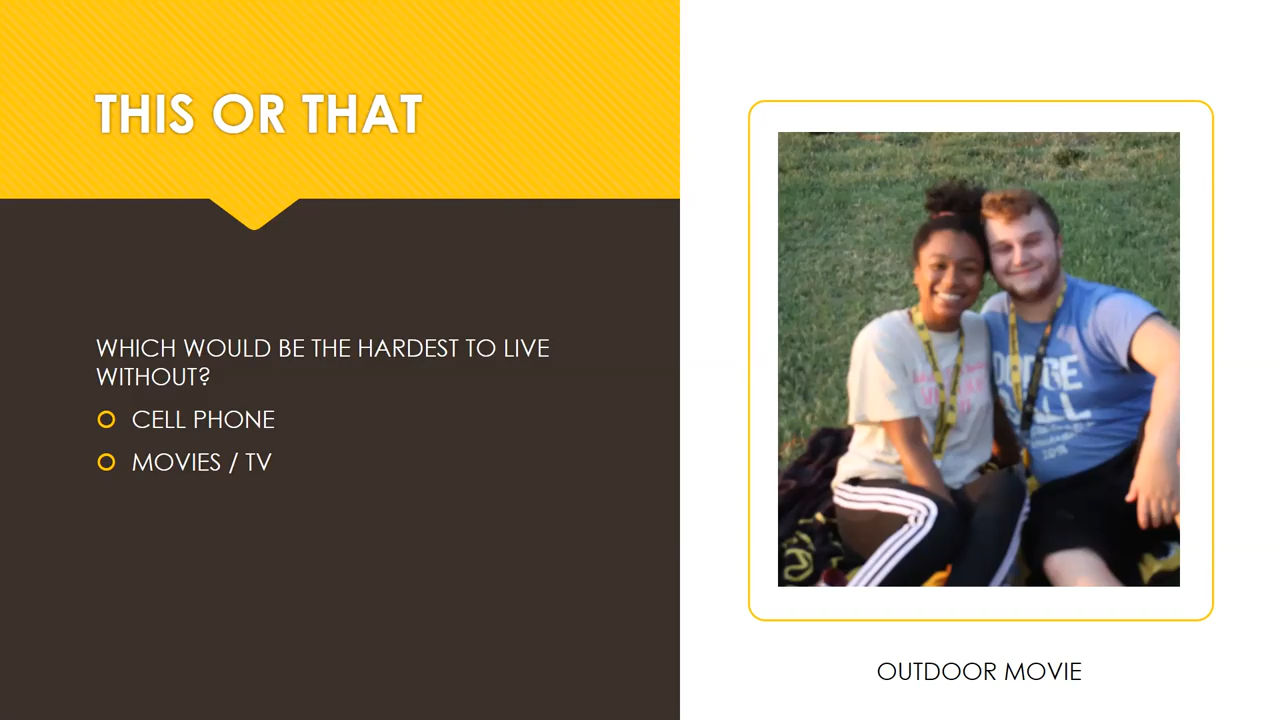 THIS OR THAT
WHICH WOULD BE THE HARDEST TO LIVE
WITHOUT?
CELL PHONE
MOVIES / TV
OUTDOOR MOVIE